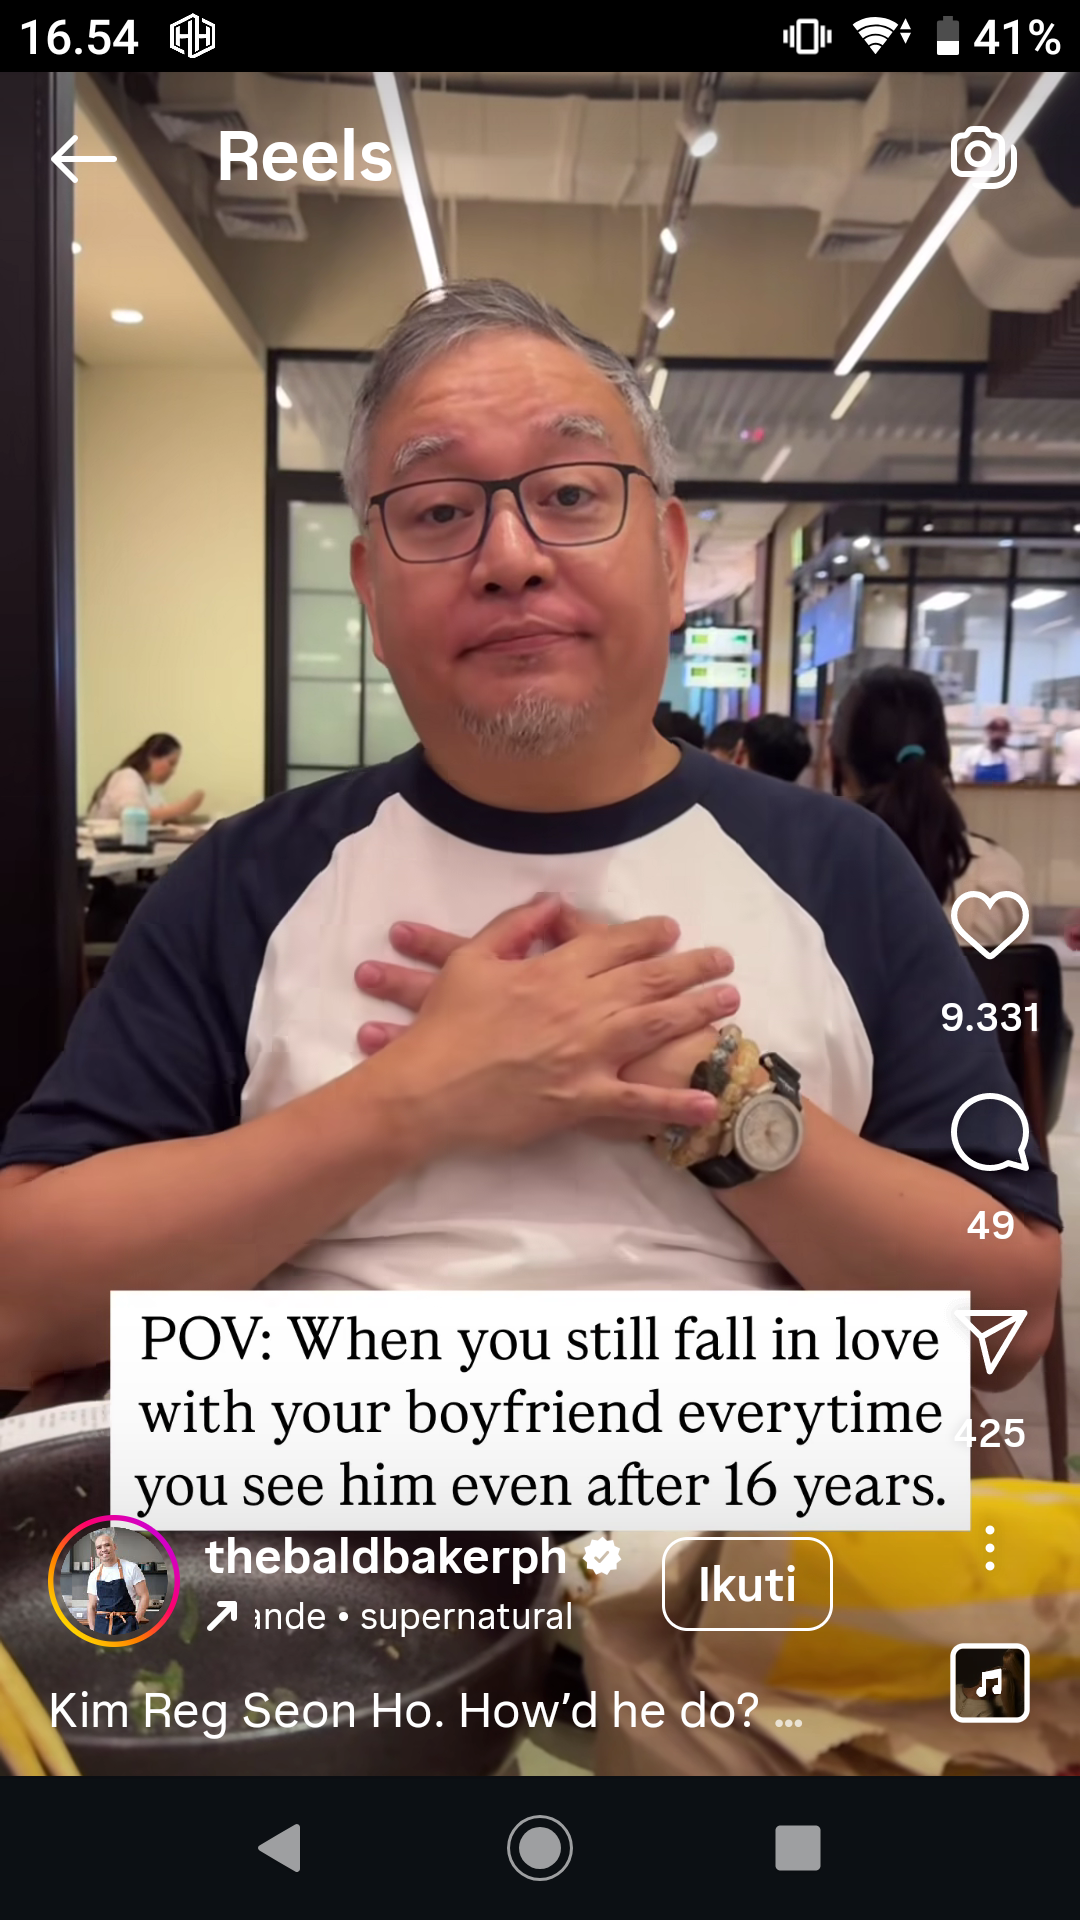 16.54
41%
Reels
9.331
49
POV: When you still fall in love
with your boyfriend everytime
you see him even after 16 years.
425
thebaldbakerph
Ikuti
ande • supernatural
Kim Reg Seon Ho. How'd he do? ...